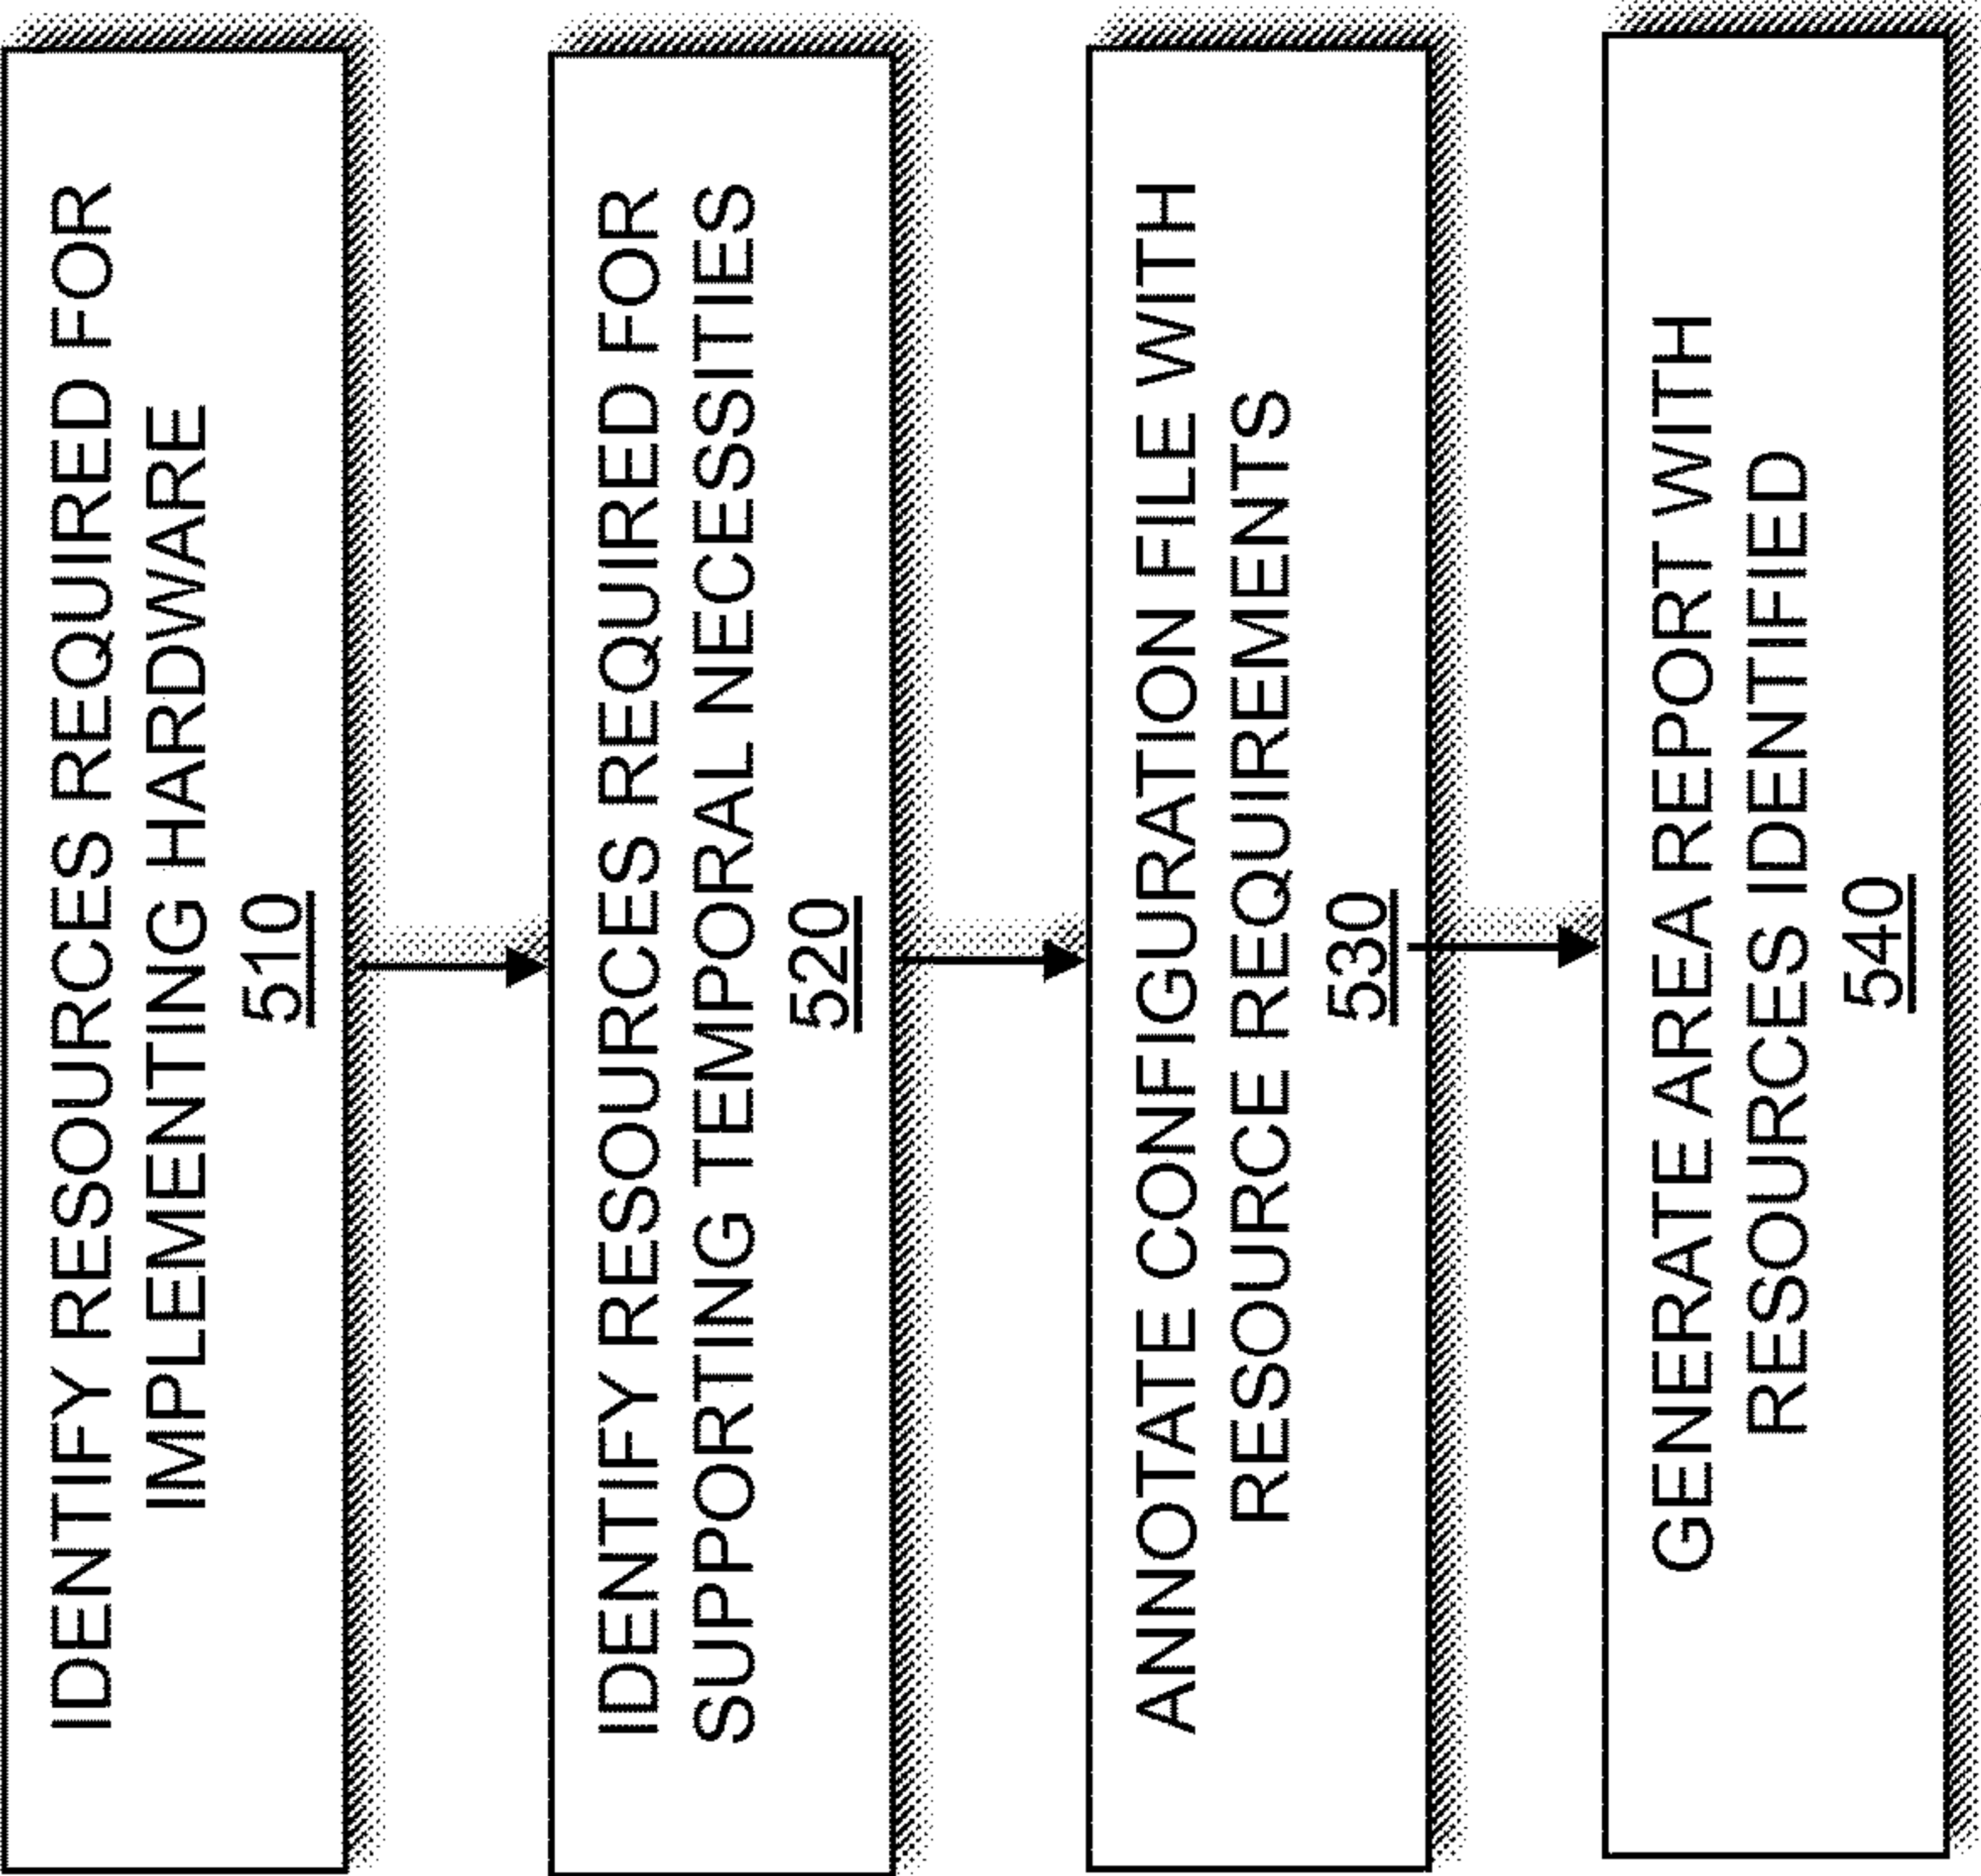 IDENTIFY RESOURCES REQUIRED FOR
IMPLEMENTING HARDWARE
510
IDENTIFY RESOURCES REQUIRED FOR
SUPPORTING TEMPORAL NECESSITIES
520
ANNOTATE CONFIGURATION FILE WITH
RESOURCE REQUIREMENTS
530
GENERATE AREA REPORT WITH
RESOURCES IDENTIFIED
540